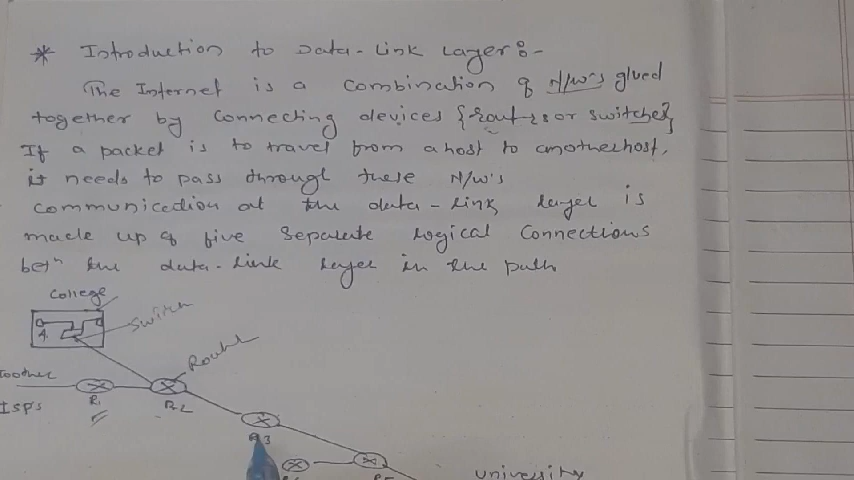 * Introduction to Data-Link Layer:-
The Internet is a Combination of N/W's glued
together by Connecting devices {routers or switches}
If a packet is to travel from a host to another host,
it needs to pass through these N/W's
Communication at the data-link layer is
made up of five Separate logical Connections
betn the data-link layer in the path
College
Switch
A
Router
To other
ISP's
R1
R2
R3
R5
University